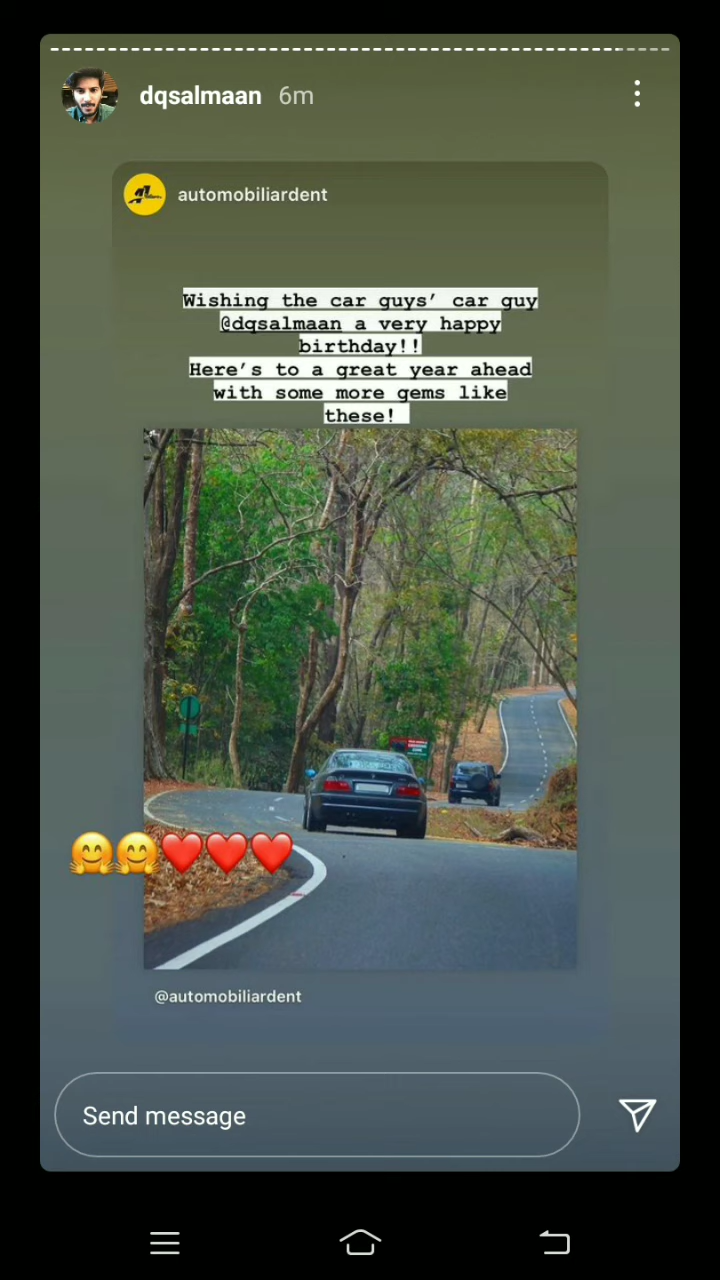 dqsalmaan 6m
automobiliardent
Wishing the car guys’ car guy
@dqsalmaan a very happy
birthday!!
Here’s to a great year ahead
with some more gems like
these!
@automobiliardent
Send message